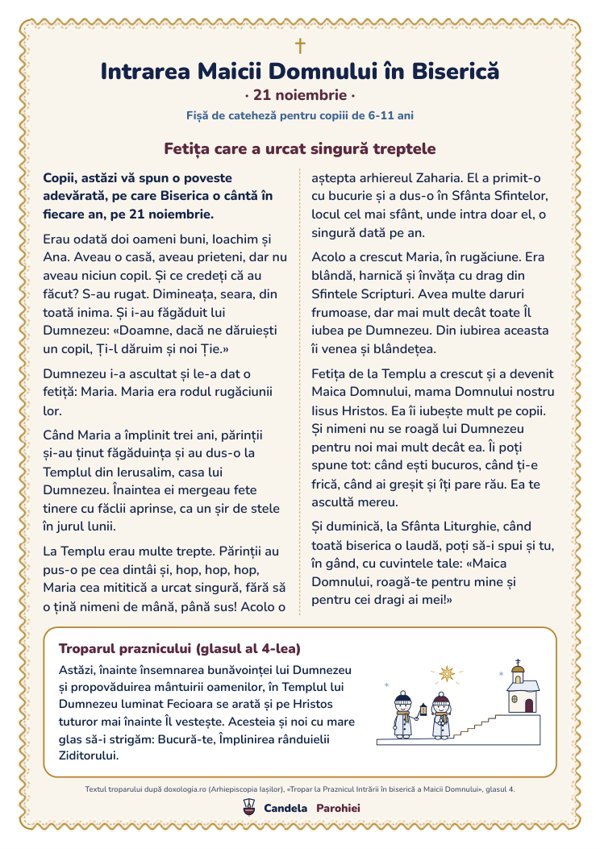 Intrarea Maicii Domnului în Biserică
· 21 noiembrie ·
Fișă de cateheză pentru copiii de 6-11 ani
Fetița care a urcat singură treptele
Copii, astăzi vă spun o poveste
adevărată, pe care Biserica o cântă în
fiecare an, pe 21 noiembrie.
Erau odată doi oameni buni, Ioachim și
Ana. Aveau o casă, aveau prieteni, dar nu
aveau niciun copil. Și ce credeți că au
făcut? S-au rugat. Dimineața, seara, din
toată inima. Și i-au făgăduit lui
Dumnezeu: «Doamne, dacă ne dăruiești
un copil, Ți-l dăruim și noi Ție.»
Dumnezeu i-a ascultat și le-a dat o
fetiță: Maria. Maria era rodul rugăciunii
lor.
Când Maria a împlinit trei ani, părinții
și-au ținut făgăduința și au dus-o la
Templul din Ierusalim, casa lui
Dumnezeu. Înaintea ei mergeau fete
tinere cu făclii aprinse, ca un șir de stele
în jurul lunii.
La Templu erau multe trepte. Părinții au
pus-o pe cea dintâi și, hop, hop, hop,
Maria cea mititică a urcat singură, fără să
o țină nimeni de mână, până sus! Acolo o
aștepta arhiereul Zaharia. El a primit-o
cu bucurie și a dus-o în Sfânta Sfintelor,
locul cel mai sfânt, unde intra doar el, o
singură dată pe an.
Acolo a crescut Maria, în rugăciune. Era
blândă, harnică și învăța cu drag din
Sfintele Scripturi. Avea multe daruri
frumoase, dar mai mult decât toate Îl
iubea pe Dumnezeu. Din iubirea aceasta
îi venea și blândețea.
Fetița de la Templu a crescut și a devenit
Maica Domnului, mama Domnului nostru
Iisus Hristos. Ea îi iubește mult pe copii.
Și nimeni nu se roagă lui Dumnezeu
pentru noi mai mult decât ea. Îi poți
spune tot: când ești bucuros, când ți-e
frică, când ai greșit și îți pare rău. Ea te
ascultă mereu.
Și duminică, la Sfânta Liturghie, când
toată biserica o laudă, poți să-i spui și tu,
în gând, cu cuvintele tale: «Maica
Domnului, roagă-te pentru mine și
pentru cei dragi ai mei!»
Troparul praznicului (glasul al 4-lea)
Astăzi, înainte însemnarea bunăvoinței lui Dumnezeu
și propovăduirea mântuirii oamenilor, în Templul lui
Dumnezeu luminat Fecioara se arată și pe Hristos
tuturor mai înainte Îl vestește. Acesteia și noi cu mare
glas să-i strigăm: Bucură-te, Împlinirea rânduielii
Ziditorului.
Textul troparului după doxologia.ro (Arhiepiscopia Iașilor), «Tropar la Praznicul Intrării în biserică a Maicii Domnului», glasul 4.
Candela Parohiei